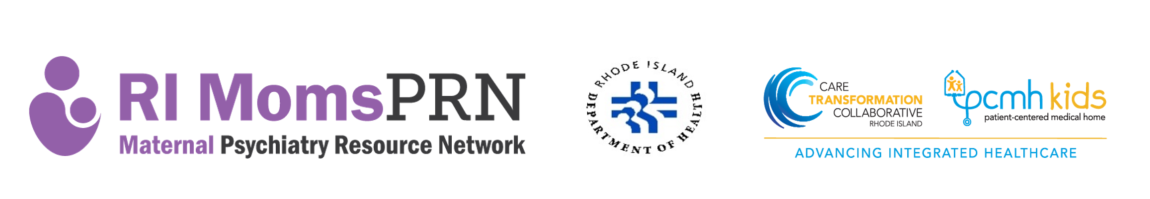 RI MomsPRN
Maternal Psychiatry Resource Network
RHODE ISLAND
DEPARTMENT OF HEALTH
CARE
TRANSFORMATION
COLLABORATIVE
RHODE ISLAND
pcmh kids
patient-centered medical home
ADVANCING INTEGRATED HEALTHCARE